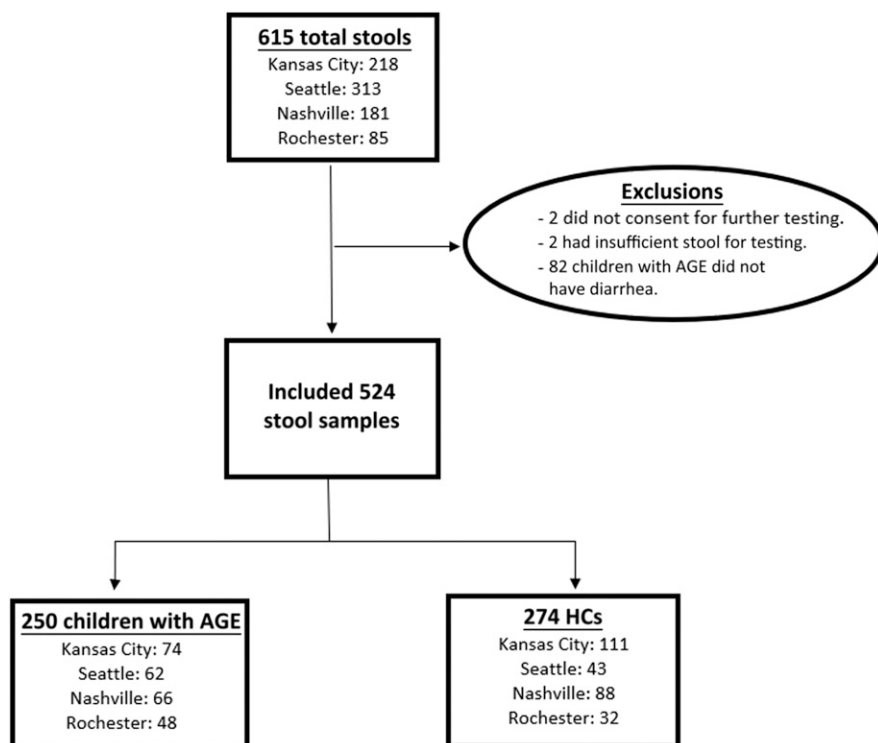 615 total stools
Kansas City: 218
Seattle: 313
Nashville: 181
Rochester: 85
Exclusions
- 2 did not consent for further testing.
- 2 had insufficient stool for testing.
- 82 children with AGE did not
have diarrhea.
Included 524
stool samples
250 children with AGE
Kansas City: 74
Seattle: 62
Nashville: 66
Rochester: 48
274 HCs
Kansas City: 111
Seattle: 43
Nashville: 88
Rochester: 32